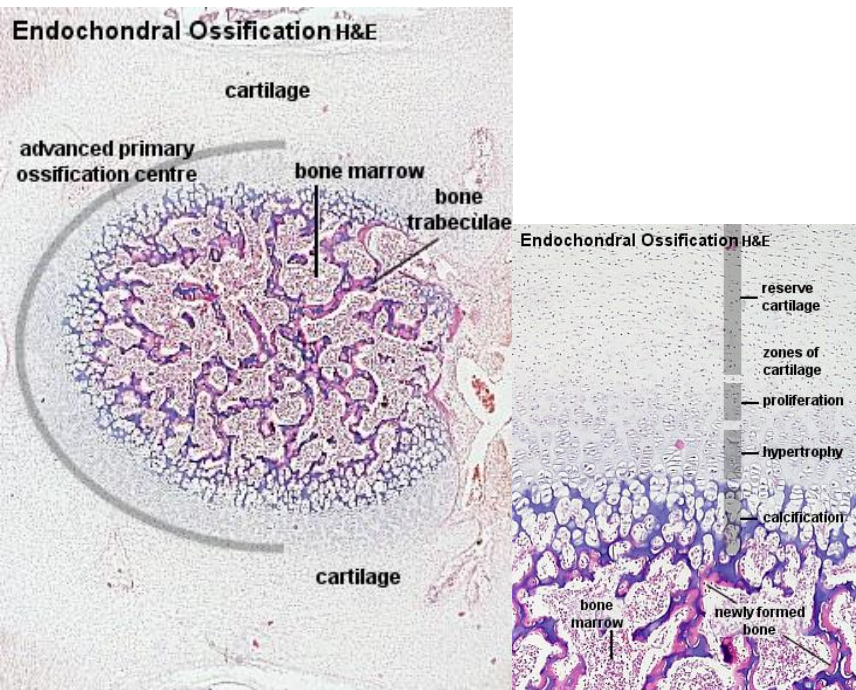 Endochondral Ossification H&E
cartilage
advanced primary
ossification centre
bone marrow
bone
trabeculae
cartilage
Endochondral Ossification H&E
reserve
cartilage
zones of
cartilage
proliferation
hypertrophy
calcification
bone
marrow
newly formed
bone